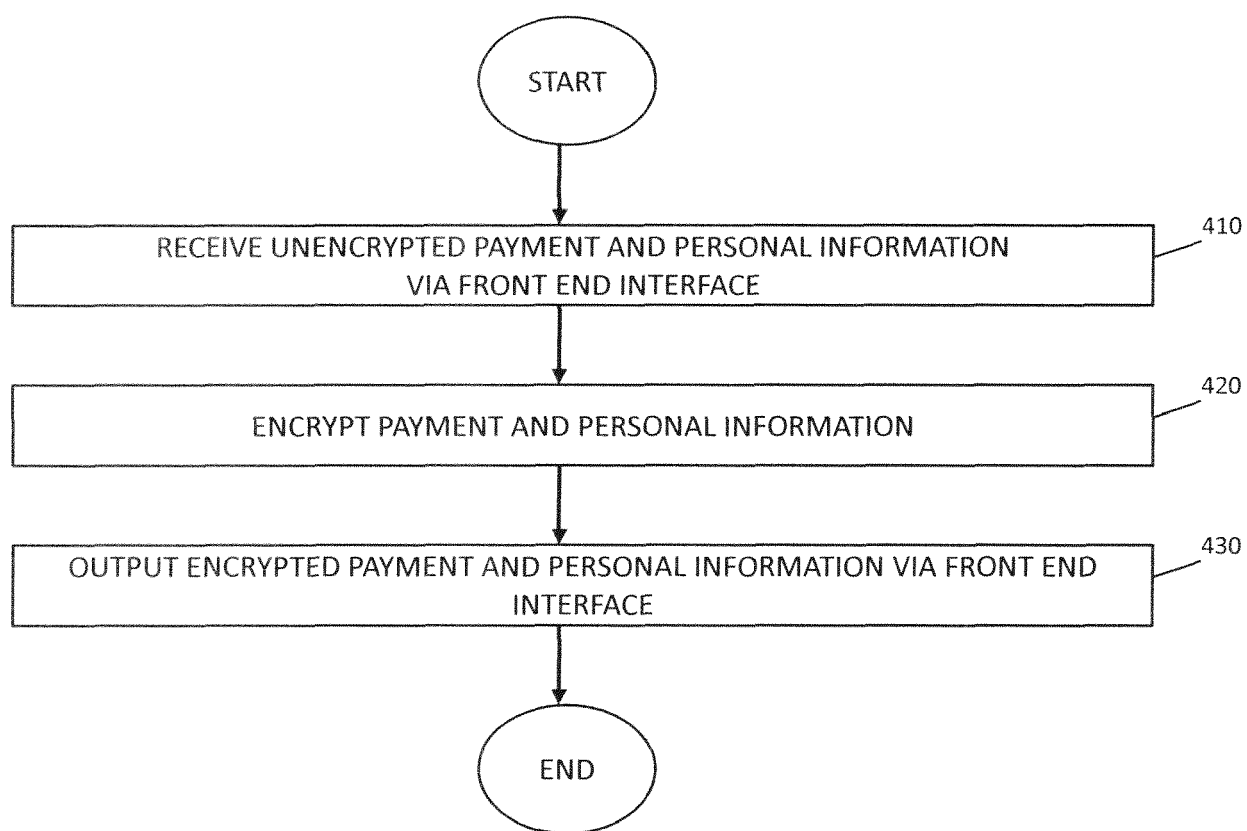 START
RECEIVE UNENCRYPTED PAYMENT AND PERSONAL INFORMATION
VIA FRONT END INTERFACE
410
ENCRYPT PAYMENT AND PERSONAL INFORMATION
420
OUTPUT ENCRYPTED PAYMENT AND PERSONAL INFORMATION VIA FRONT END
INTERFACE
430
END